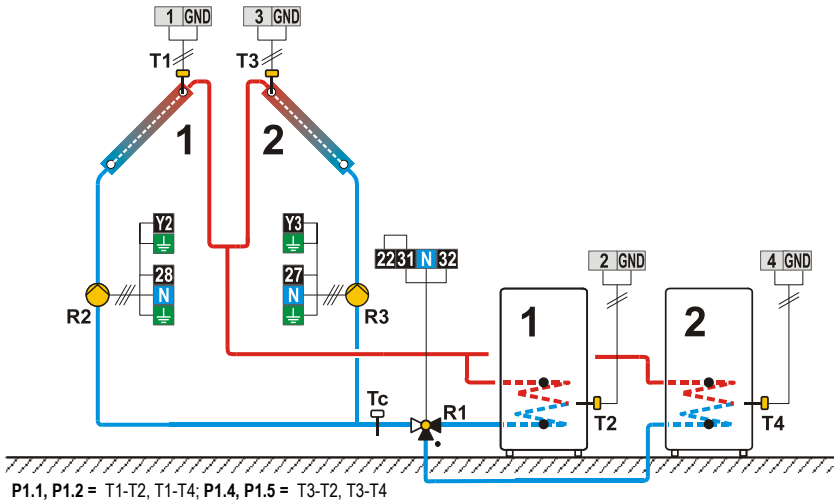 1 GND
3 GND
T1
T3
1
2
Y2
Y3
28
N
27
N
22 31 N 32
2 GND
4 GND
R2
R3
1
2
Tc
R1
T2
T4
P1.1, P1.2 = T1-T2, T1-T4; P1.4, P1.5 = T3-T2, T3-T4